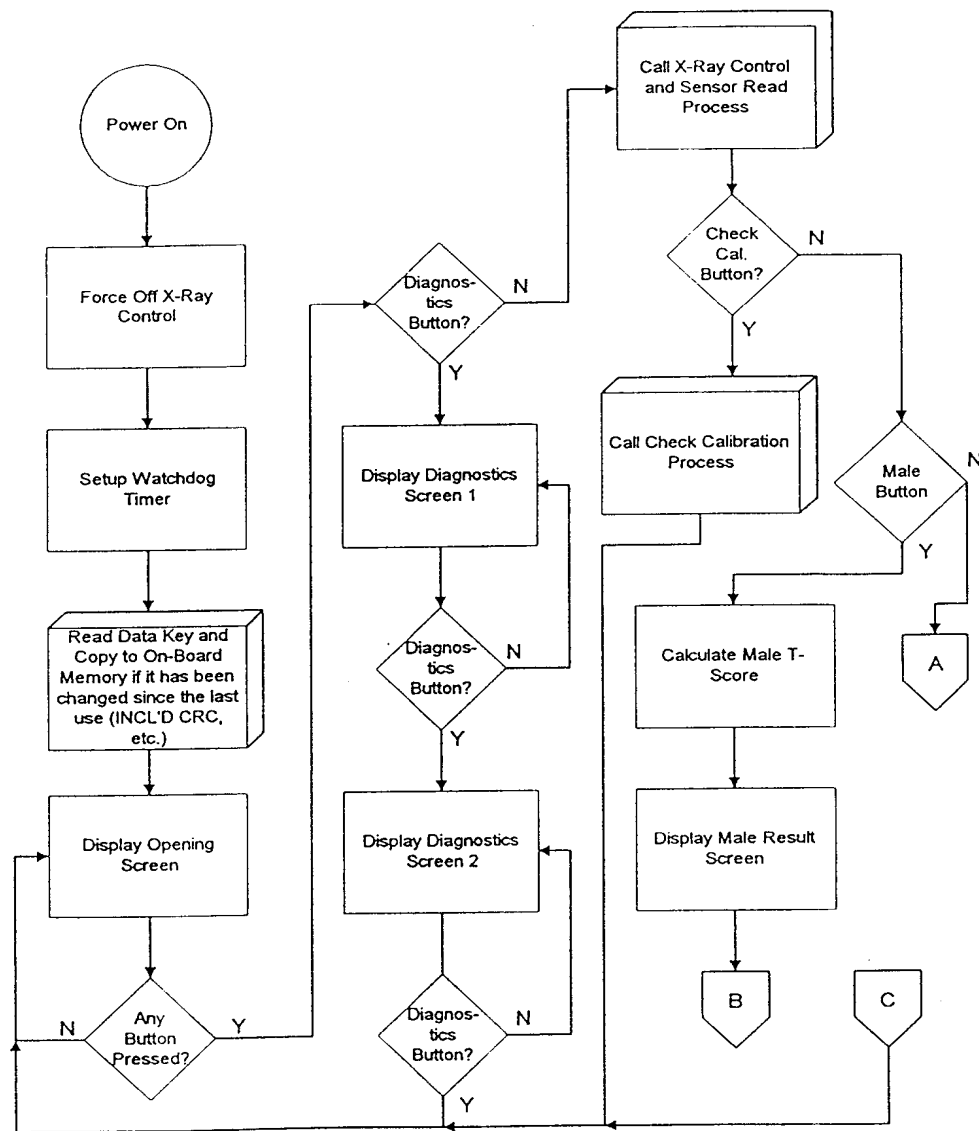 Power On
Force Off X-Ray
Control
Setup Watchdog
Timer
Read Data Key and
Copy to On-Board
Memory if it has been
changed since the last
use (INCL'D CRC,
etc.)
Display Opening
Screen
Any
Button
Pressed?
N
Y
Diagnos-
tics
Button?
N
Y
Display Diagnostics
Screen 1
Diagnos-
tics
Button?
N
Y
Display Diagnostics
Screen 2
Diagnos-
tics
Button?
N
Y
Call X-Ray Control
and Sensor Read
Process
Check
Cal.
Button?
N
Y
Call Check Calibration
Process
Male
Button
N
Y
Calculate Male T-
Score
A
Display Male Result
Screen
B
C